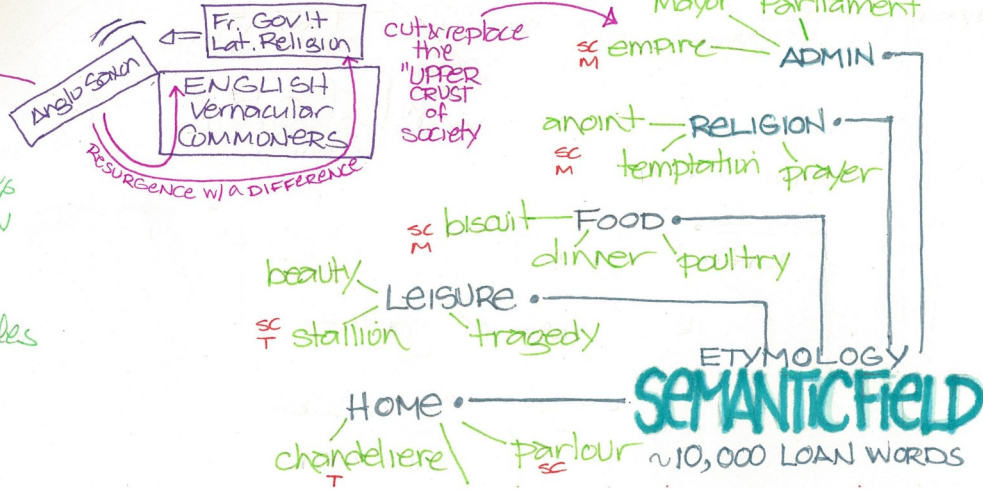 Mayor Parliament
Fr. Gov't
Lat. Religion
Anglo Saxon
ENGLISH
Vernacular
COMMONERS
RESURGENCE W/ A DIFFERENCE
cut & replace
the
"UPPER
CRUST
of
society
SC
M
empire
ADMIN
anoint
RELIGION
SC
M
temptation prayer
SC
M
biscuit
FOOD
dinner poultry
beauty
LEISURE
SC
T
stallion tragedy
ETYMOLOGY
SEMANTIC FIELD
~10,000 LOAN WORDS
HOME
chandeliere
T
parlour
SC